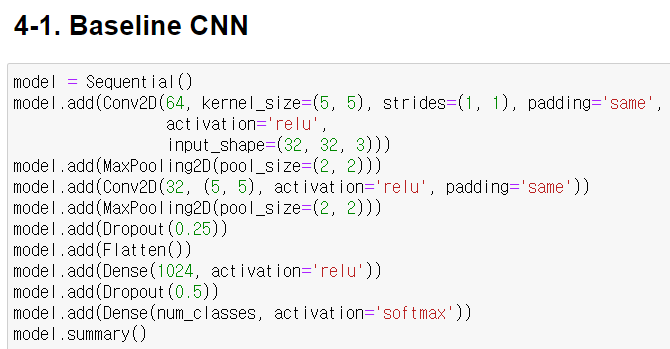 4-1. Baseline CNN
model = Sequential()
model.add(Conv2D(64, kernel_size=(5, 5), strides=(1, 1), padding='same',
activation='relu',
input_shape=(32, 32, 3)))
model.add(MaxPooling2D(pool_size=(2, 2)))
model.add(Conv2D(32, (5, 5), activation='relu', padding='same'))
model.add(MaxPooling2D(pool_size=(2, 2)))
model.add(Dropout(0.25))
model.add(Flatten())
model.add(Dense(1024, activation='relu'))
model.add(Dropout(0.5))
model.add(Dense(num_classes, activation='softmax'))
model.summary()